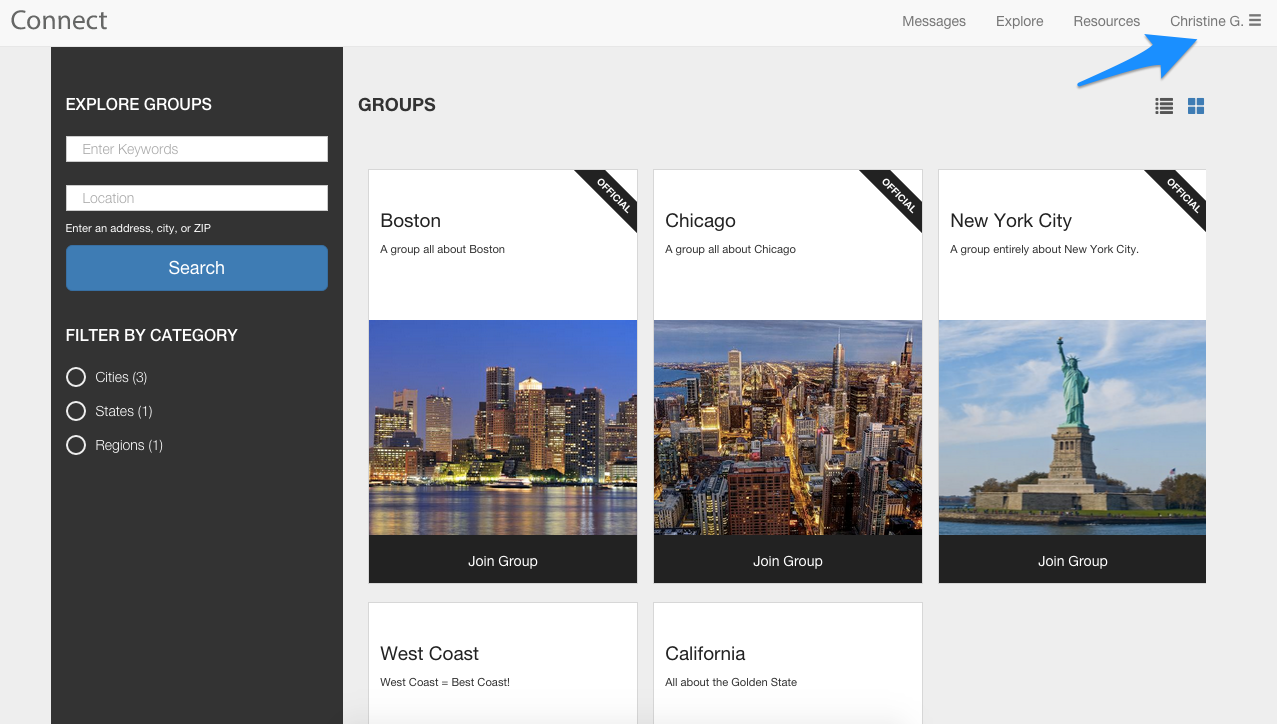 Connect
Messages
Explore
Resources
Christine G.
EXPLORE GROUPS
Enter Keywords
Location
Enter an address, city, or ZIP
Search
FILTER BY CATEGORY
Cities (3)
States (1)
Regions (1)
GROUPS
OFFICIAL
Boston
A group all about Boston
Join Group
OFFICIAL
Chicago
A group all about Chicago
Join Group
OFFICIAL
New York City
A group entirely about New York City.
Join Group
West Coast
West Coast = Best Coast!
California
All about the Golden State